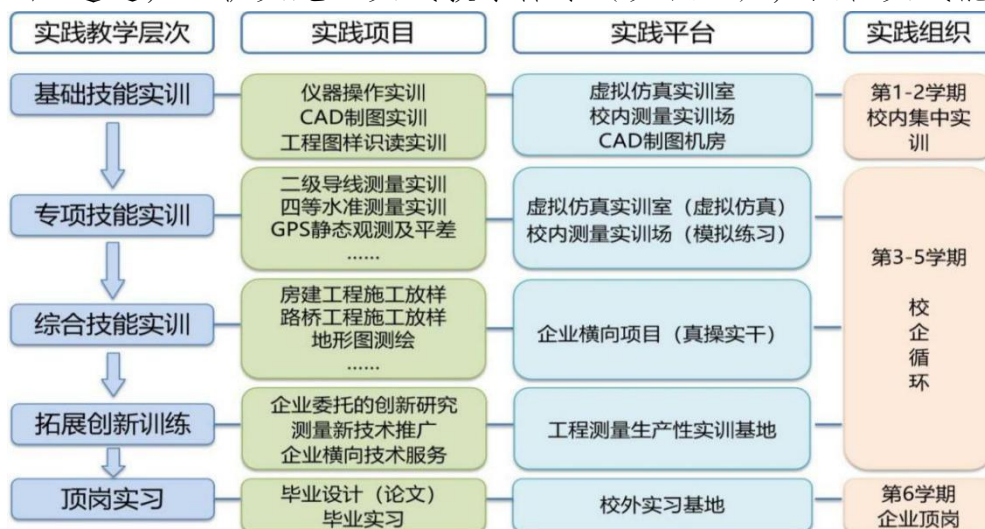 实践教学层次 实践项目 实践平台 实践组织
基础技能实训
仪器操作实训
CAD制图实训
工程图样识读实训
虚拟仿真实训室
校内测量实训场
CAD制图机房
第1-2学期
校内集中实
训
专项技能实训
二级导线测量实训
四等水准测量实训
GPS静态观测及平差
......
虚拟仿真实训室（虚拟仿真）
校内测量实训场（模拟练习）
第3-5学期
校
企
循
环
综合技能实训
房建工程施工放样
路桥工程施工放样
地形图测绘
......
企业横向项目（真操实干）
拓展创新训练
企业委托的创新研究
测量新技术推广
企业横向技术服务
工程测量生产性实训基地
顶岗实习
毕业设计（论文）
毕业实习
校外实习基地
第6学期
企业顶岗